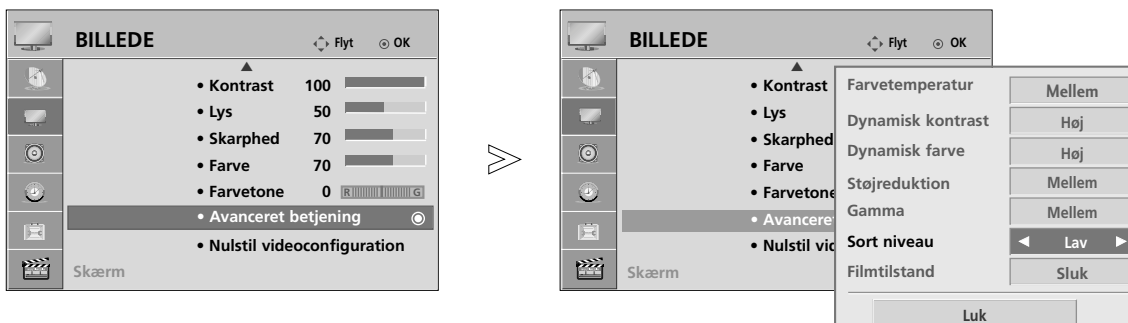 BILLEDE Flyt OK
• Kontrast 100
• Lys 50
• Skarphed 70
• Farve 70
• Farvetone 0 R G
• Avanceret betjening
• Nulstil videoconfiguration
Skærm
BILLEDE Flyt OK
• Kontrast
• Lys
• Skarphed
• Farve
• Farvetone
• Avanceret
• Nulstil vid
Skærm
Farvetemperatur Mellem
Dynamisk kontrast Høj
Dynamisk farve Høj
Støjreduktion Mellem
Gamma Mellem
Sort niveau Lav
Filmtilstand Sluk
Luk